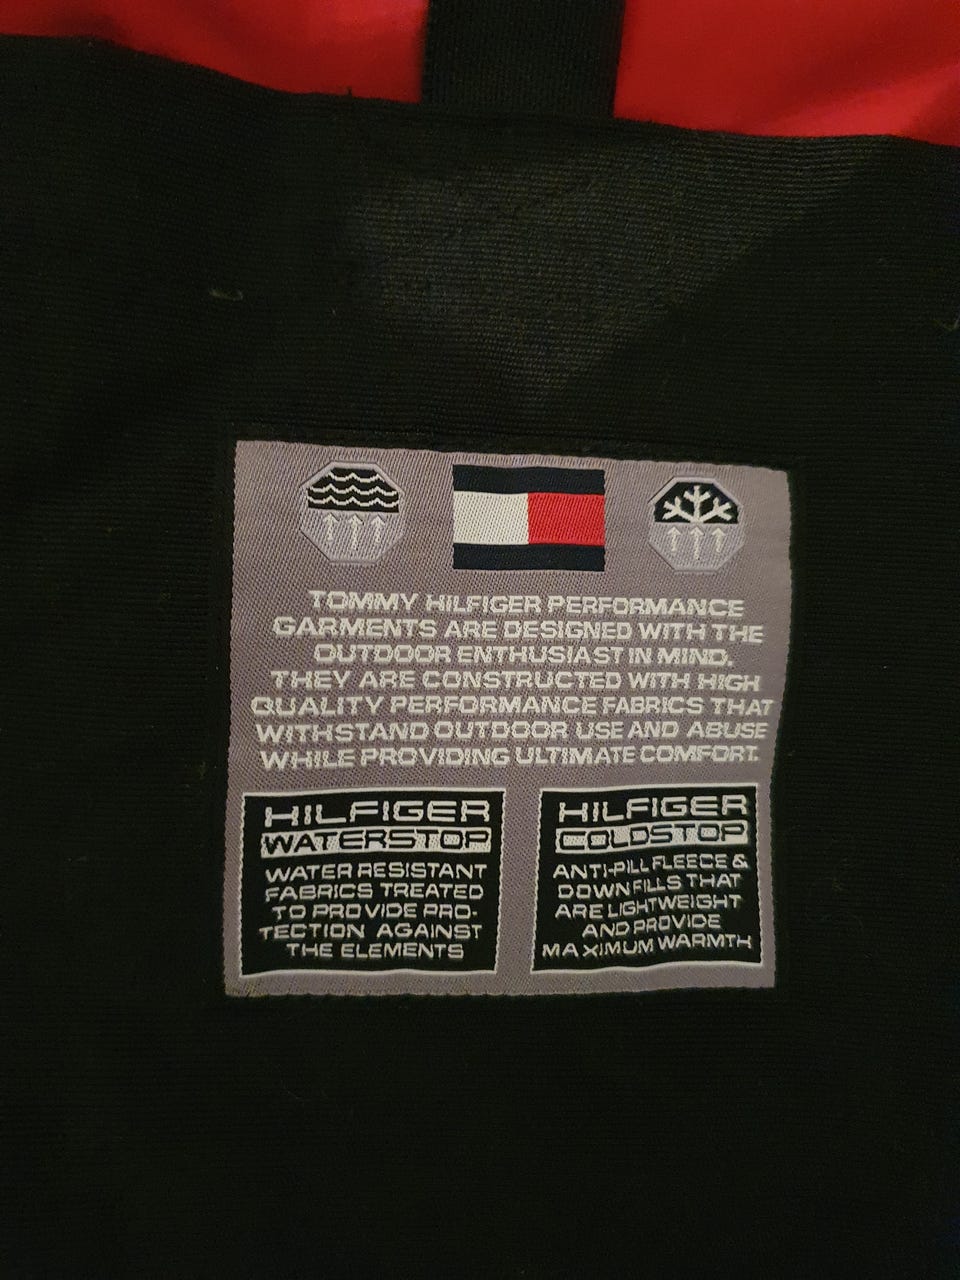 TOMMY HILFIGER PERFORMANCE
GARMENTS ARE DESIGNED WITH THE
OUTDOOR ENTHUSIAST IN MIND.
THEY ARE CONSTRUCTED WITH HIGH
QUALITY PERFORMANCE FABRICS THAT
WITHSTAND OUTDOOR USE AND ABUSE
WHILE PROVIDING ULTIMATE COMFORT.
HILFIGER
WATERSTOP
WATER RESISTANT
FABRICS TREATED
TO PROVIDE PRO-
TECTION AGAINST
THE ELEMENTS
HILFIGER
COLDSTOP
ANTI-PILL FLEECE &
DOWN FILLS THAT
ARE LIGHTWEIGHT
AND PROVIDE
MAXIMUM WARMTH